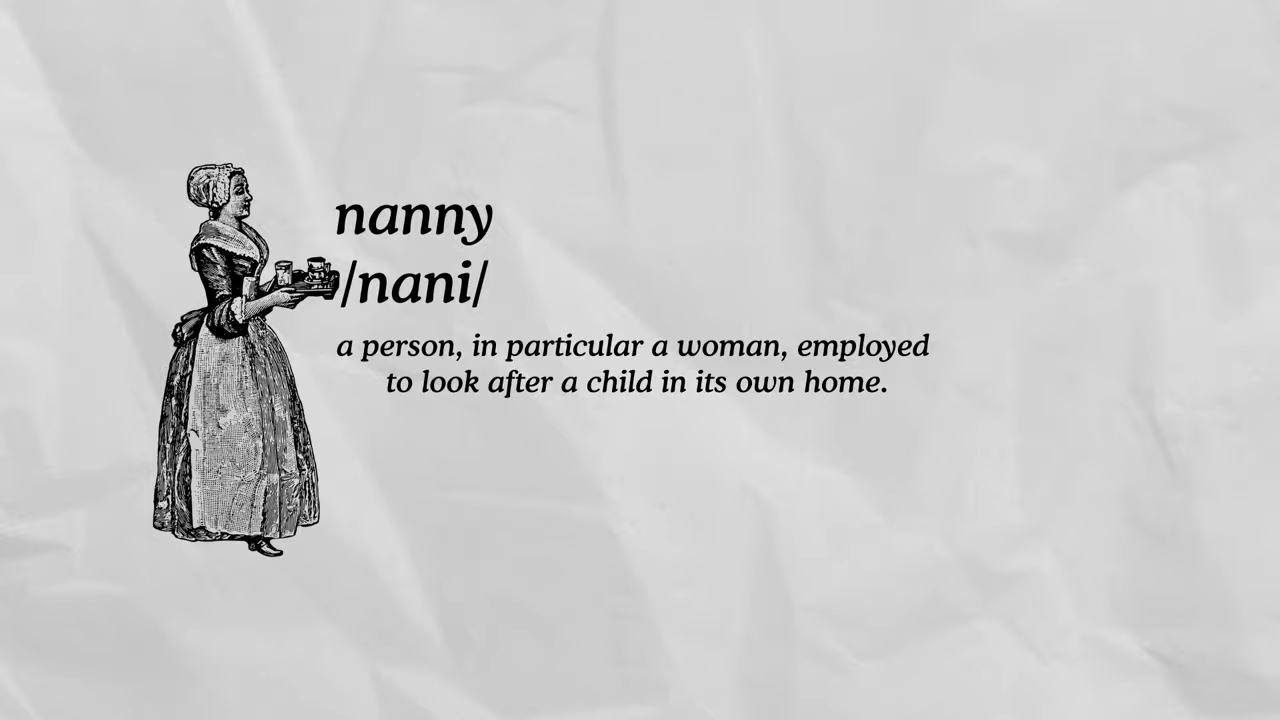 nanny
/nani/
a person, in particular a woman, employed
to look after a child in its own home.